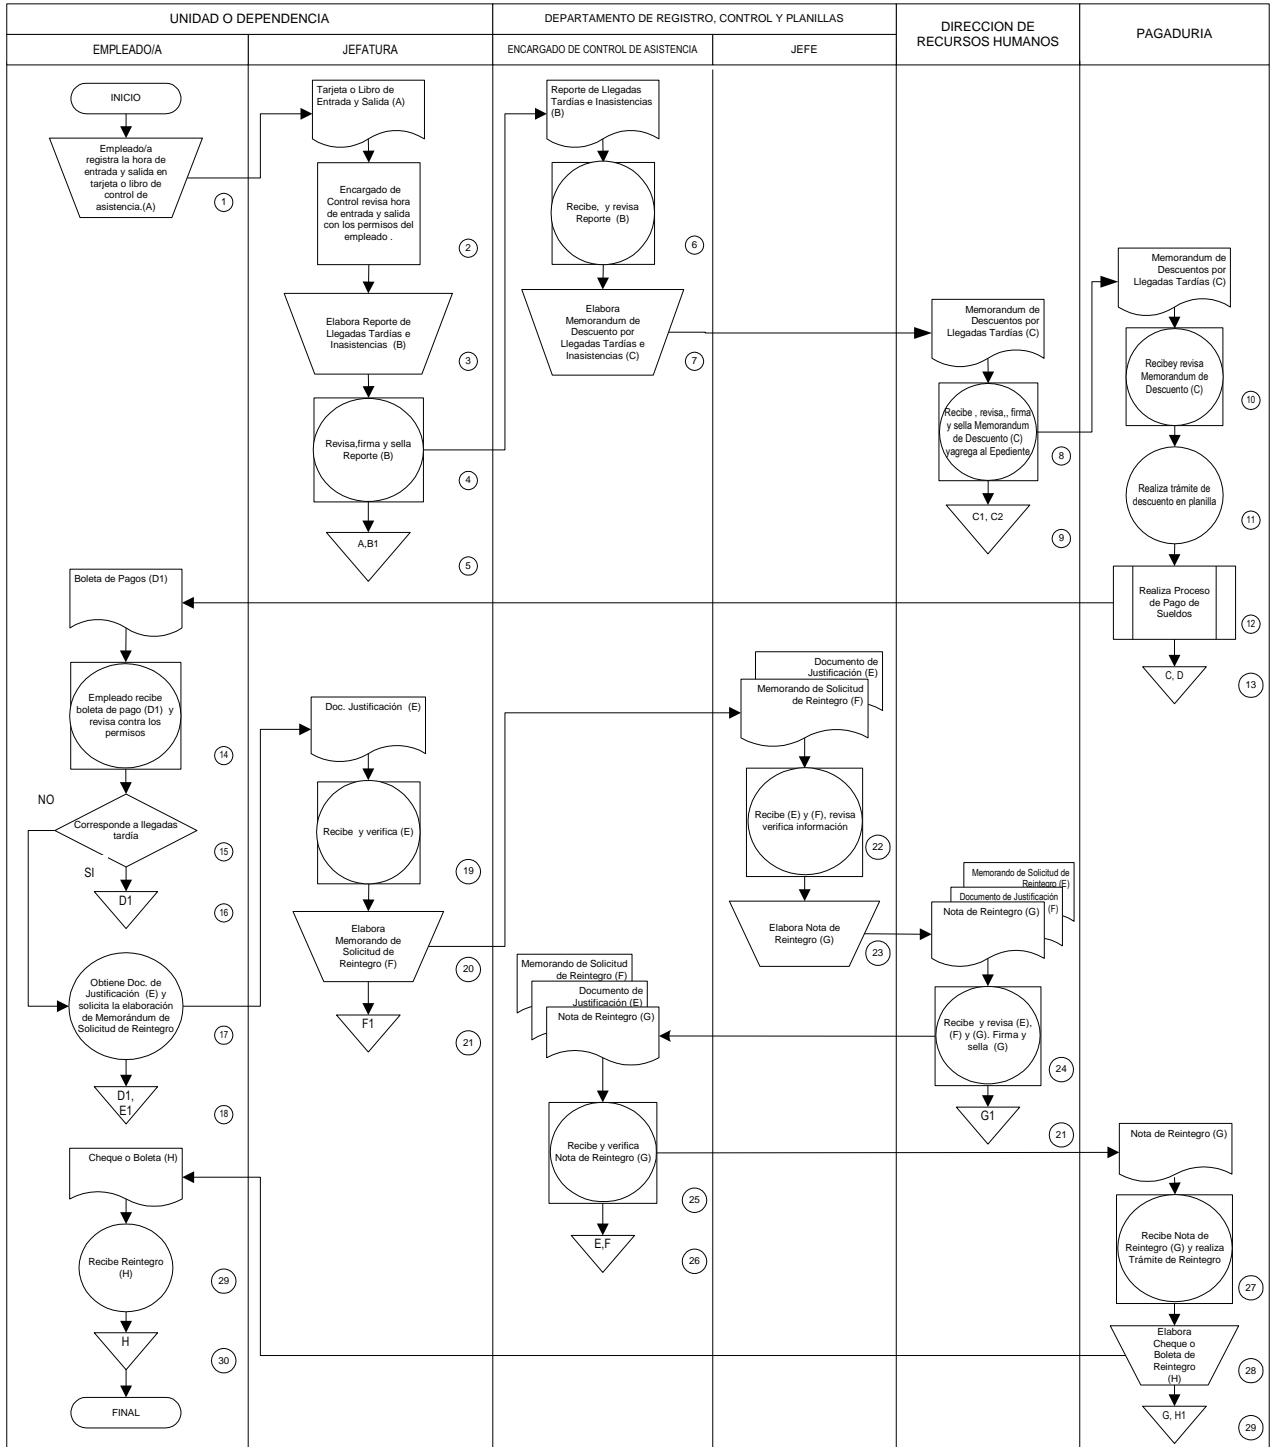 UNIDAD O DEPENDENCIA
DEPARTAMENTO DE REGISTRO, CONTROL Y PLANILLAS
DIRECCION DE
RECURSOS HUMANOS
PAGADURIA
EMPLEADO/A
JEFATURA
ENCARGADO DE CONTROL DE ASISTENCIA
JEFE
INICIO
Empleado/a
registra la hora de
entrada y salida en
tarjeta o libro de
control de
asistencia.(A)
1
Tarjeta o Libro de
Entrada y Salida (A)
Encargado de
Control revisa hora
de entrada y salida
con los permisos del
empleado .
2
Elabora Reporte de
Llegadas Tardías e
Inasistencias (B)
3
Revisa,firma y sella
Reporte (B)
4
A,B1
5
Reporte de Llegadas
Tardías e Inasistencias
(B)
Recibe, y revisa
Reporte (B)
6
Elabora
Memorandum de
Descuento por
Llegadas Tardías e
Inasistencias (C)
7
Memorandum de
Descuentos por
Llegadas Tardías (C)
Recibe , revisa,, firma
y sella Memorandum
de Descuento (C)
yagrega al Epediente
8
C1, C2
9
Memorandum de
Descuentos por
Llegadas Tardías (C)
Recibey revisa
Memorandum de
Descuento (C)
10
Realiza trámite de
descuento en planilla
11
Realiza Proceso
de Pago de
Sueldos
12
C, D
13
Boleta de Pagos (D1)
Empleado recibe
boleta de pago (D1) y
revisa contra los
permisos
14
NO
Corresponde a llegadas
tardía
15
SI
D1
16
Obtiene Doc. de
Justificación (E) y
solicita la elaboración
de Memorándum de
Solicitud de Reintegro
17
D1,
E1
18
Doc. Justificación (E)
Recibe y verifica (E)
19
Elabora
Memorando de
Solicitud de
Reintegro (F)
20
F1
21
Documento de
Justificación (E)
Memorando de Solicitud
de Reintegro (F)
Recibe (E) y (F), revisa
verifica información
22
Elabora Nota de
Reintegro (G)
23
Memorando de Solicitud de
Reintegro (E)
Documento de Justificación
(F)
Nota de Reintegro (G)
Recibe y revisa (E),
(F) y (G). Firma y
sella (G)
24
G1
21
Memorando de Solicitud
de Reintegro (F)
Documento de
Justificación (E)
Nota de Reintegro (G)
Recibe y verifica
Nota de Reintegro (G)
25
E,F
26
Nota de Reintegro (G)
Recibe Nota de
Reintegro (G) y realiza
Trámite de Reintegro
27
Elabora
Cheque o
Boleta de
Reintegro
(H)
28
G, H1
29
Cheque o Boleta (H)
Recibe Reintegro
(H)
29
H
30
FINAL